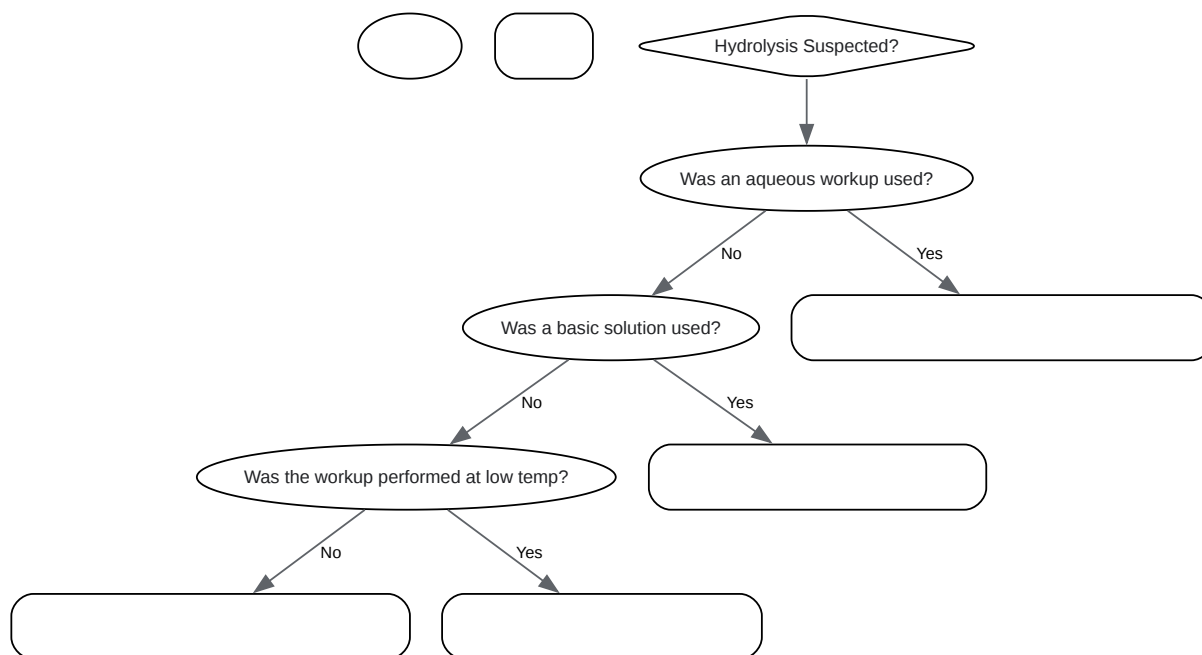 Hydrolysis Suspected?
Was an aqueous workup used?
No
Yes
Was a basic solution used?
No
Yes
Was the workup performed at low temp?
No
Yes